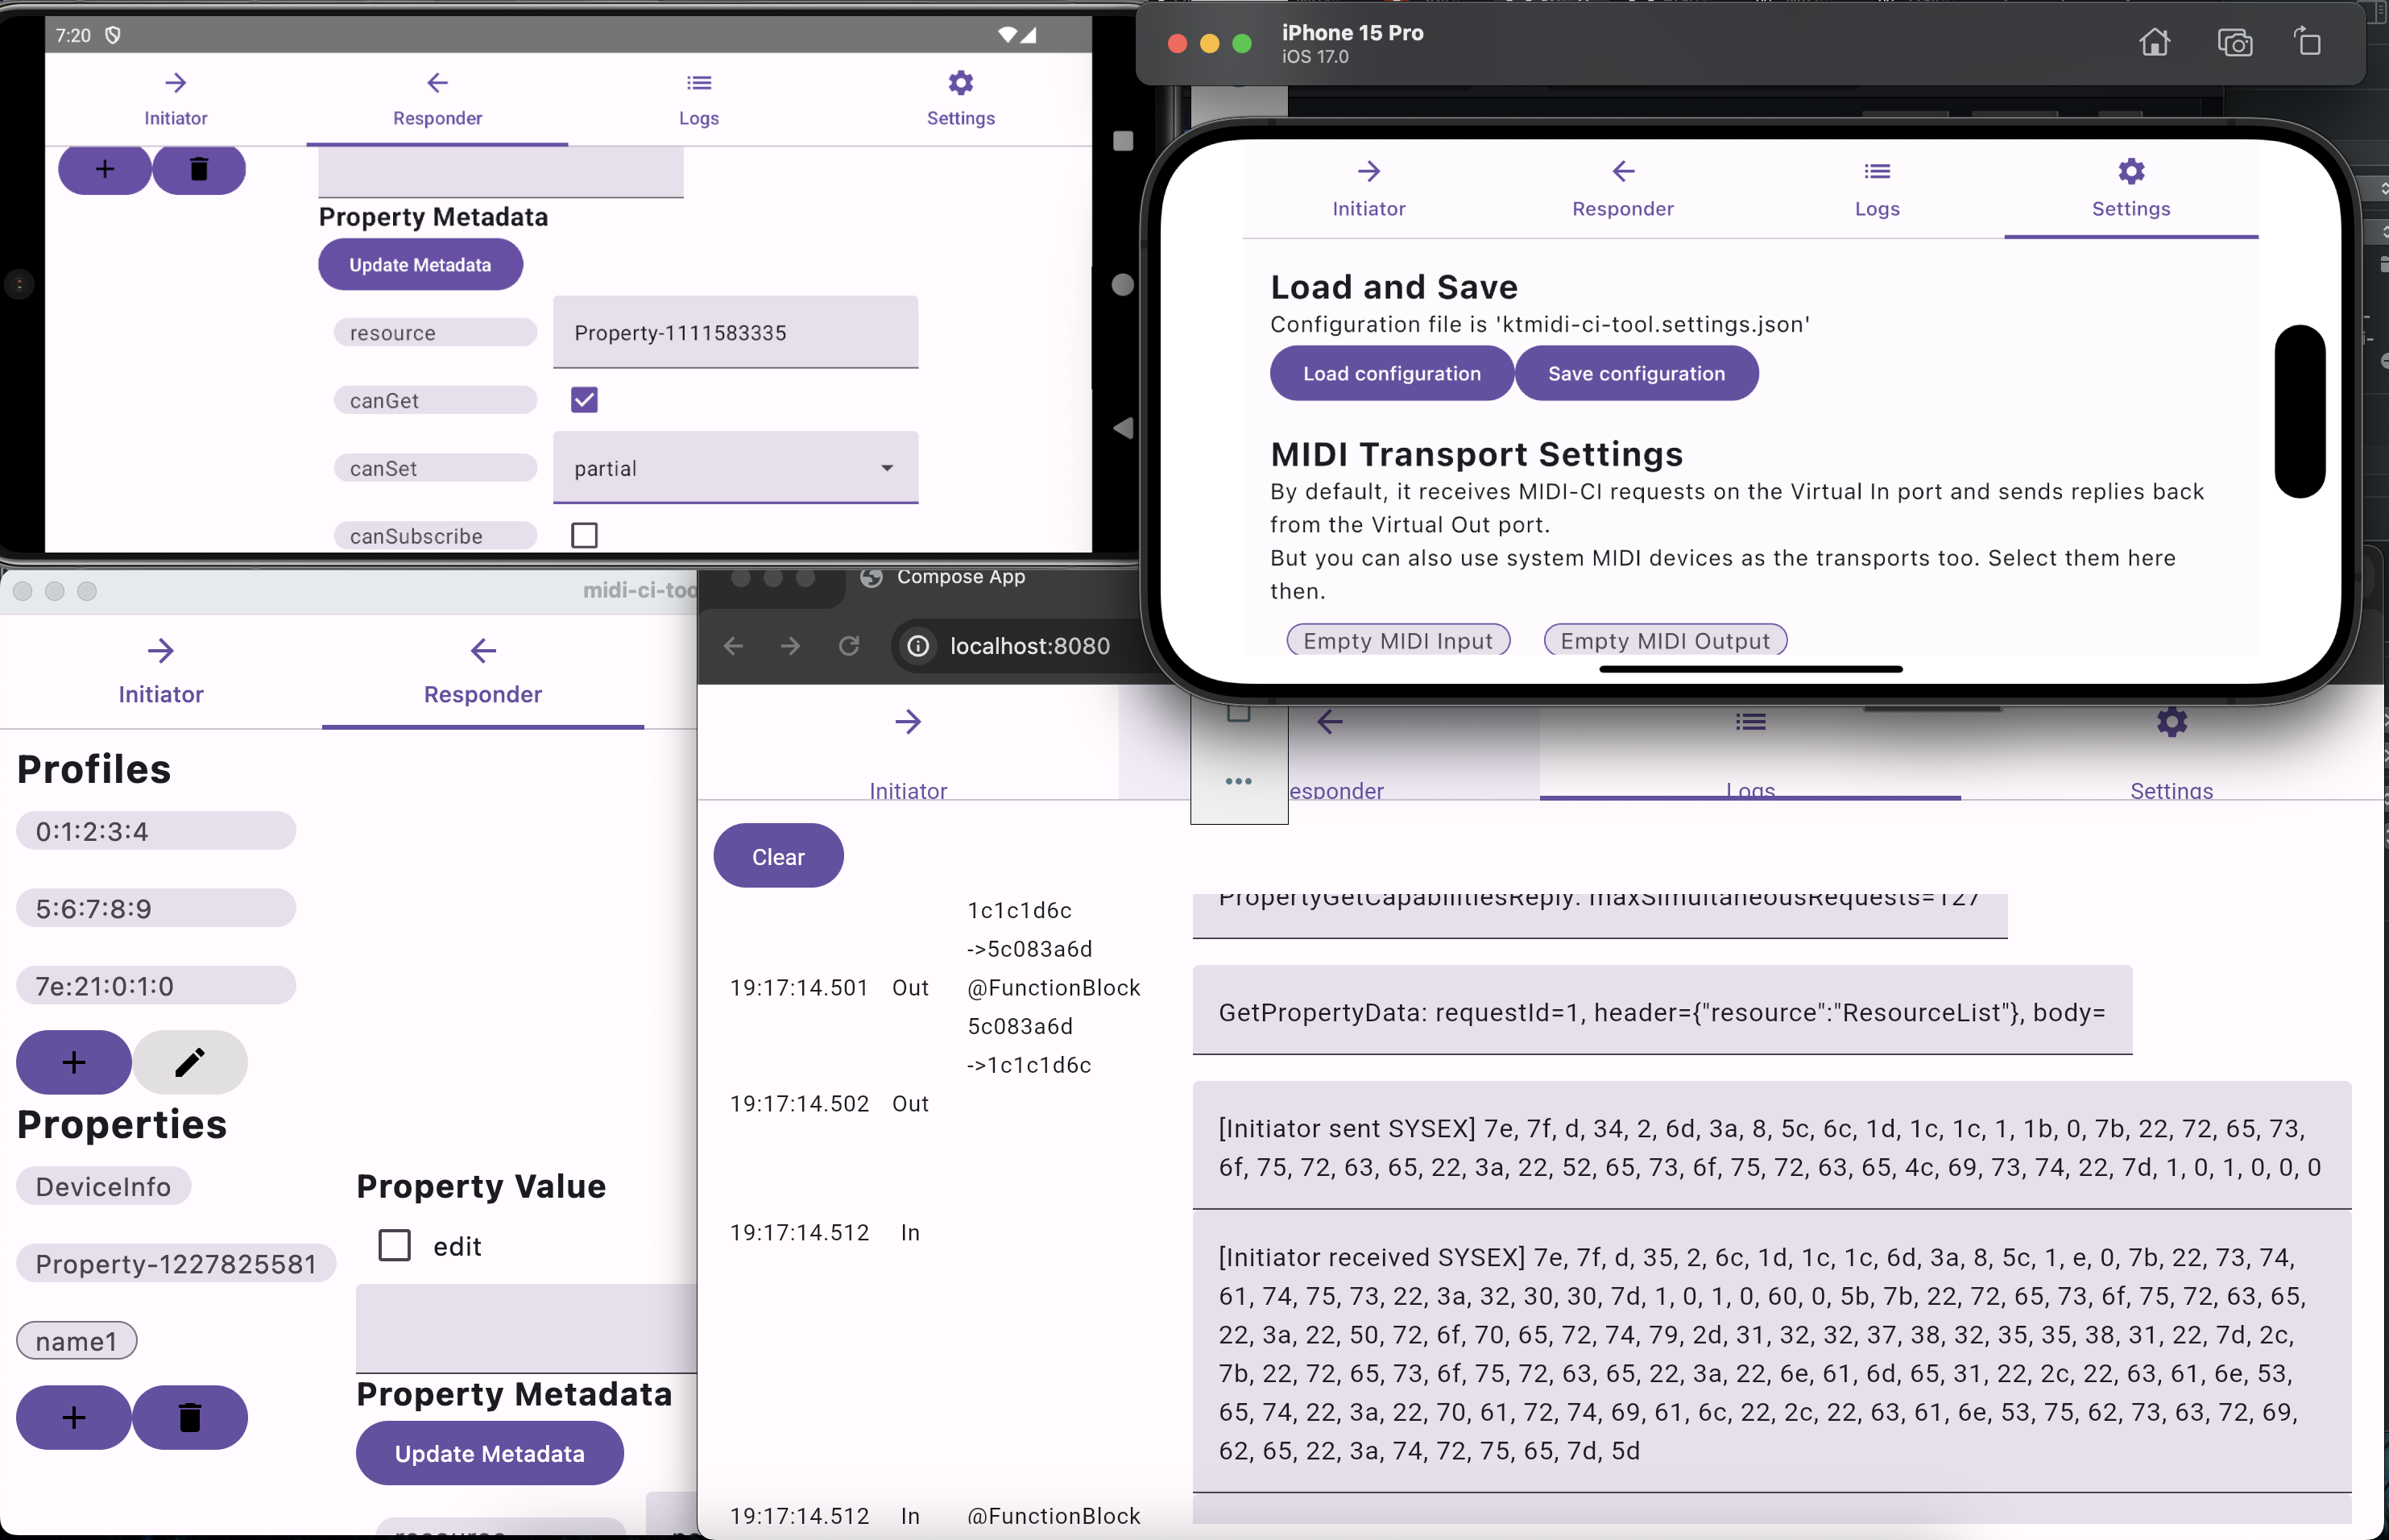 7:20
Initiator
Responder
Logs
Settings
Property Metadata
Update Metadata
resource
Property-1111583335
canGet
canSet
partial
canSubscribe
iPhone 15 Pro
iOS 17.0
Initiator
Responder
Logs
Settings
Load and Save
Configuration file is 'ktmidi-ci-tool.settings.json'
Load configuration
Save configuration
MIDI Transport Settings
By default, it receives MIDI-CI requests on the Virtual In port and sends replies back
from the Virtual Out port.
But you can also use system MIDI devices as the transports too. Select them here
then.
Empty MIDI Input
Empty MIDI Output
midi-ci-too
Initiator
Responder
Profiles
0:1:2:3:4
5:6:7:8:9
7e:21:0:1:0
Properties
DeviceInfo
Property-1227825581
name1
Property Value
edit
Property Metadata
Update Metadata
resource
Compose App
localhost:8080
Initiator
esponder
Logs
Settings
Clear
PropertyGetCapabilitiesReply: maxSimultaneousRequests=127
1c1c1d6c
->5c083a6d
19:17:14.501 Out @FunctionBlock
5c083a6d
->1c1c1d6c
GetPropertyData: requestId=1, header={"resource":"ResourceList"}, body=
19:17:14.502 Out
[Initiator sent SYSEX] 7e, 7f, d, 34, 2, 6d, 3a, 8, 5c, 6c, 1d, 1c, 1c, 1, 1b, 0, 7b, 22, 72, 65, 73,
6f, 75, 72, 63, 65, 22, 3a, 22, 52, 65, 73, 6f, 75, 72, 63, 65, 4c, 69, 73, 74, 22, 7d, 1, 0, 1, 0, 0, 0
19:17:14.512 In
[Initiator received SYSEX] 7e, 7f, d, 35, 2, 6c, 1d, 1c, 1c, 6d, 3a, 8, 5c, 1, e, 0, 7b, 22, 73, 74,
61, 74, 75, 73, 22, 3a, 32, 30, 30, 7d, 1, 0, 1, 0, 60, 0, 5b, 7b, 22, 72, 65, 73, 6f, 75, 72, 63, 65,
22, 3a, 22, 50, 72, 6f, 70, 65, 72, 74, 79, 2d, 31, 32, 32, 37, 38, 32, 35, 35, 38, 31, 22, 7d, 2c,
7b, 22, 72, 65, 73, 6f, 75, 72, 63, 65, 22, 3a, 22, 6e, 61, 6d, 65, 31, 22, 2c, 22, 63, 61, 6e, 53,
65, 74, 22, 3a, 22, 70, 61, 72, 74, 69, 61, 6c, 22, 2c, 22, 63, 61, 6e, 53, 75, 62, 73, 63, 72, 69,
62, 65, 22, 3a, 74, 72, 75, 65, 7d, 5d
19:17:14.512 In @FunctionBlock